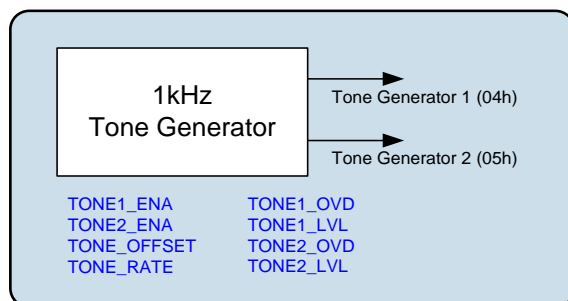 1kHz
Tone Generator
Tone Generator 1 (04h)
Tone Generator 2 (05h)
TONE1_ENA TONE1_OVD
TONE2_ENA TONE1_LVL
TONE_OFFSET TONE2_OVD
TONE_RATE TONE2_LVL